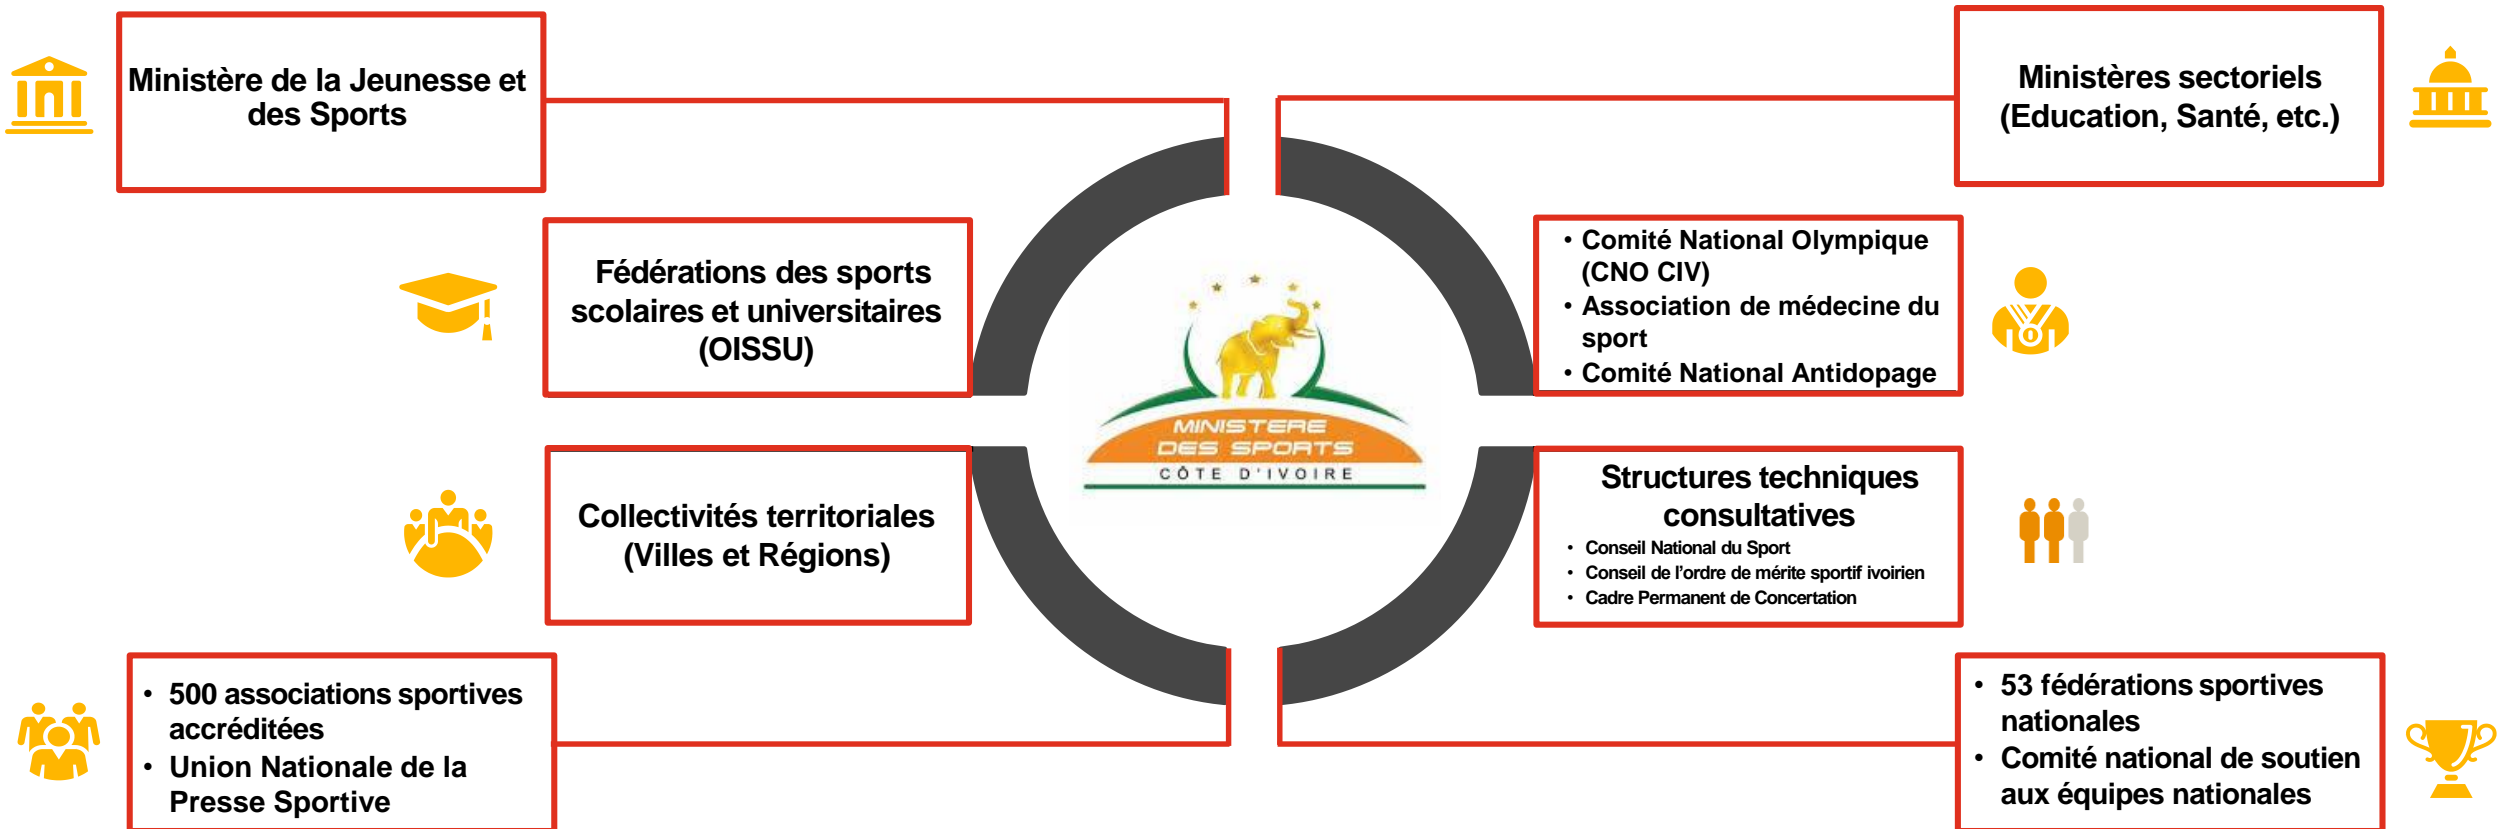 Ministère de la Jeunesse et
des Sports
Ministères sectoriels
(Education, Santé, etc.)
Fédérations des sports
scolaires et universitaires
(OISSU)
• Comité National Olympique
(CNO CIV)
• Association de médecine du
sport
• Comité National Antidopage
MINISTERE
DES SPORTS
CÔTE D'IVOIRE
Collectivités territoriales
(Villes et Régions)
Structures techniques
consultatives
• Conseil National du Sport
• Conseil de l’ordre de mérite sportif ivoirien
• Cadre Permanent de Concertation
• 500 associations sportives
accréditées
• Union Nationale de la
Presse Sportive
• 53 fédérations sportives
nationales
• Comité national de soutien
aux équipes nationales